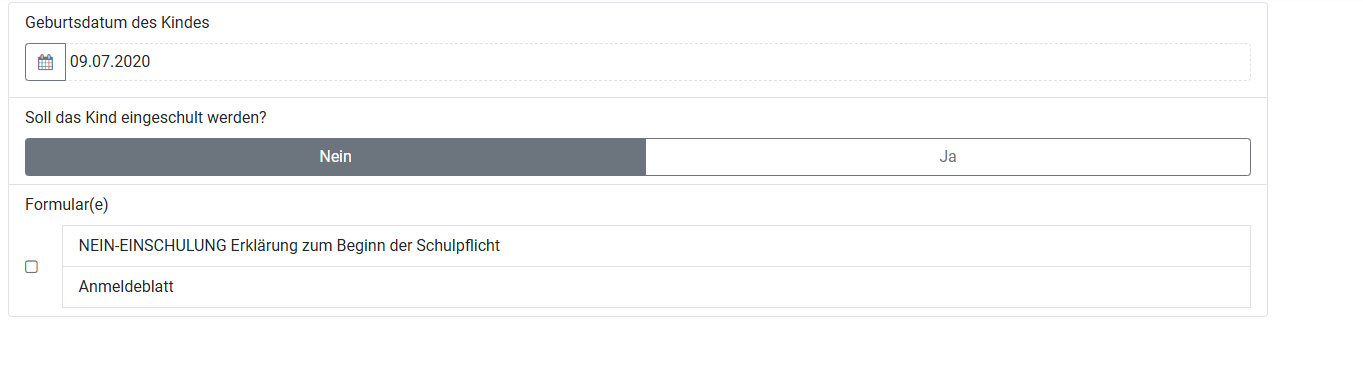 Geburtsdatum des Kindes
09.07.2020
Soll das Kind eingeschult werden?
Nein
Ja
Formular(e)
NEIN-EINSCHULUNG Erklärung zum Beginn der Schulpflicht
Anmeldeblatt